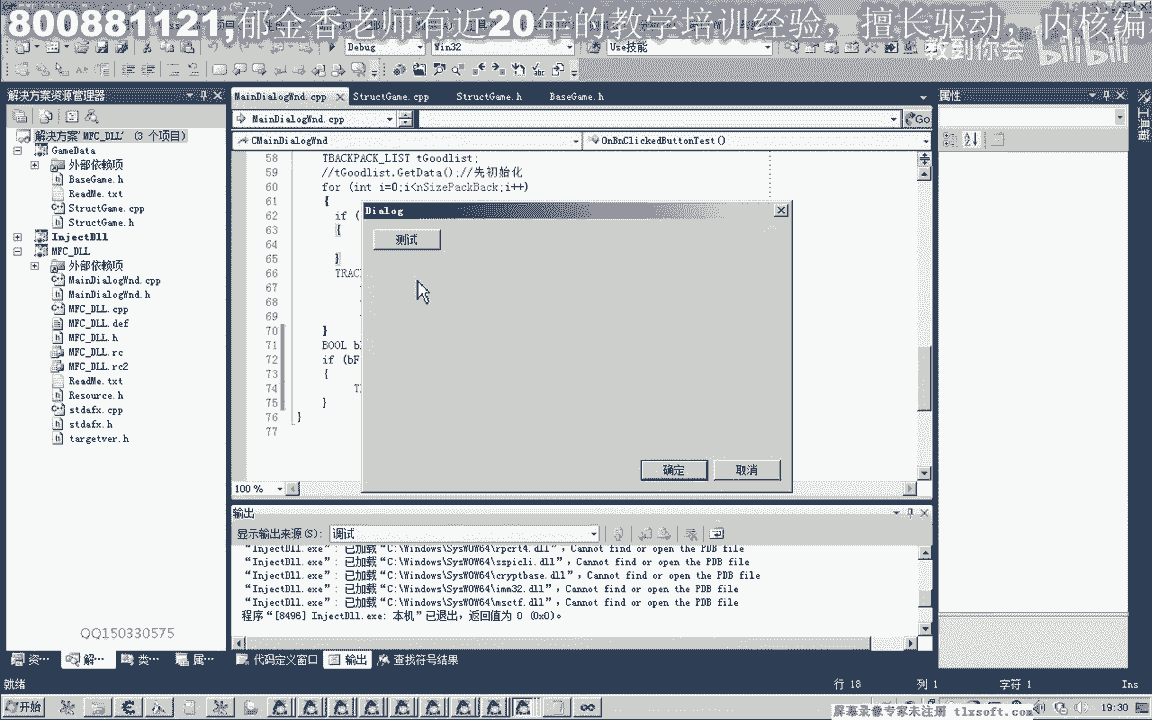 800881121,郁金香老师有近20年的教学培训经验，擅长驱动，内核编
教到你会 bilibili
Debug
Win32
Use技能
解决方案资源管理器
解决方案"MFC_DLL" (3 个项目)
GameData
外部依赖项
BaseGame.h
ReadMe.txt
StructGame.cpp
StructGame.h
InjectDll
MFC_DLL
外部依赖项
MainDialogWnd.cpp
MainDialogWnd.h
MFC_DLL.cpp
MFC_DLL.def
MFC_DLL.h
MFC_DLL.rc
MFC_DLL.rc2
ReadMe.txt
Resource.h
stdafx.cpp
stdafx.h
targetver.h
QQ150330575
资… 解… 类… 属…
MainDialogWnd.cpp StructGame.cpp StructGame.h BaseGame.h
MainDialogWnd.cpp Go
CMainDialogWnd OnBnClickedButtonTest()
58 TBACKPACK_LIST tGoodlist;
59 //tGoodlist.GetData();//先初始化
60 for (int i=0;i<nSizePackBack;i++)
61 {
62 if (
63 {
64
65 }
66 TRAC
67
68
69
70 }
71 BOOL b
72 if (bF
73 {
74 T
75 }
76 }
77
100 %
Dialog
测试
确定 取消
输出
显示输出来源(S): 调试
"InjectDll.exe": 已加载"C:\Windows\SysWOW64\rpcrt4.dll", Cannot find or open the PDB file
"InjectDll.exe": 已加载"C:\Windows\SysWOW64\sspicli.dll", Cannot find or open the PDB file
"InjectDll.exe": 已加载"C:\Windows\SysWOW64\cryptbase.dll", Cannot find or open the PDB file
"InjectDll.exe": 已加载"C:\Windows\SysWOW64\imm32.dll", Cannot find or open the PDB file
"InjectDll.exe": 已加载"C:\Windows\SysWOW64\msctf.dll", Cannot find or open the PDB file
程序"[8496] InjectDll.exe: 本机"已退出，返回值为 0 (0x0)。
代码定义窗口 输出 查找符号结果
属性
工具箱
就绪 行 18 列 1 字符 1 Ins
开始
屏幕录像专家未注册 tlxsoft.com
19:30